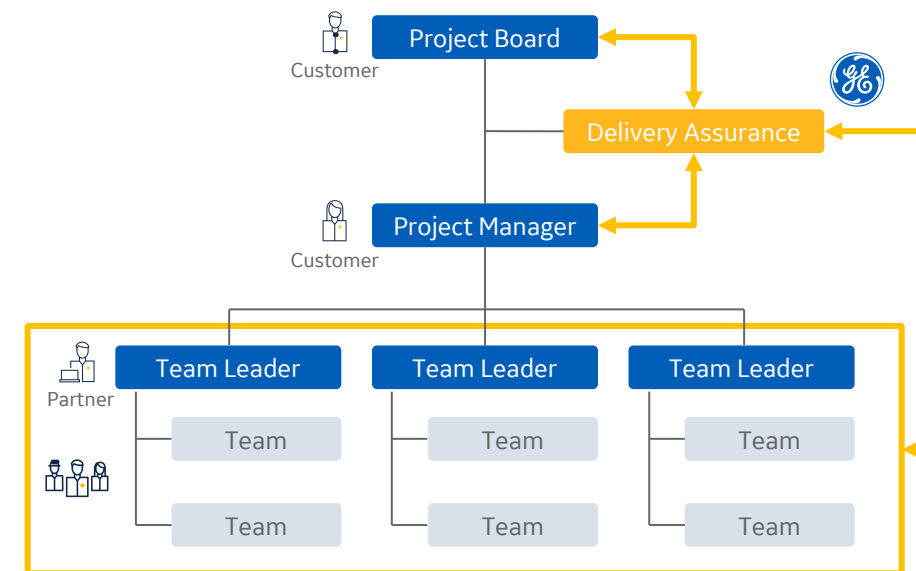 Project Board
Customer
GE
Delivery Assurance
Project Manager
Customer
Team Leader
Team Leader
Team Leader
Partner
Team
Team
Team
Team
Team
Team